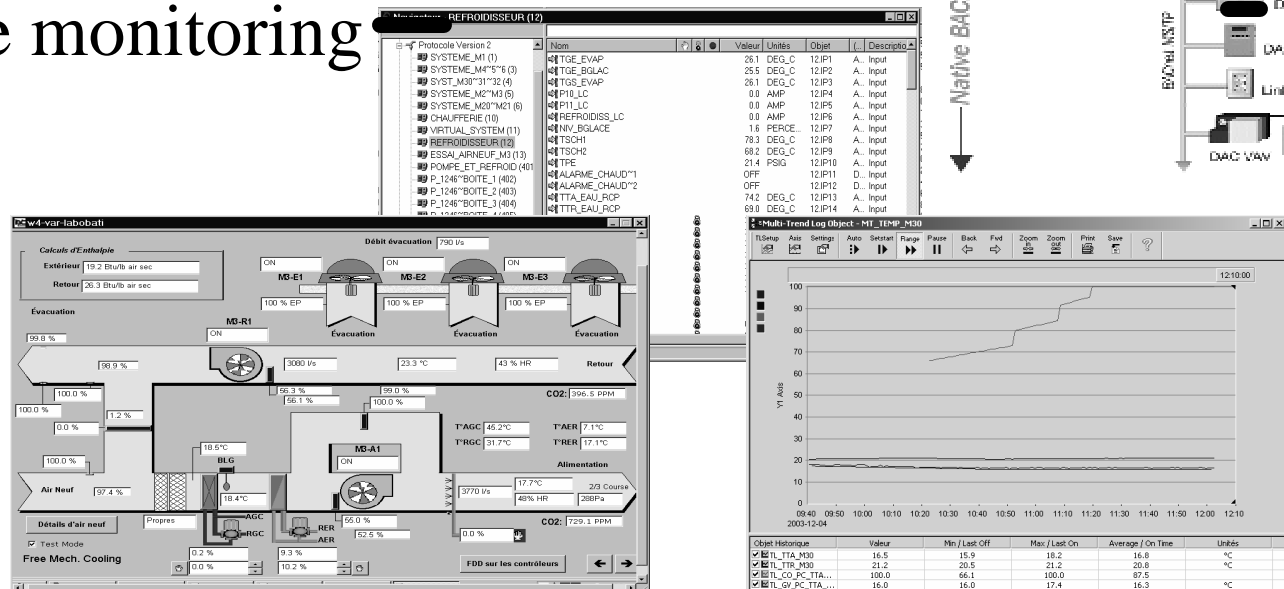 e monitoring
REFROIDISSEUR (12)
Native BAC
BACnet MS/TP
DAC VAV
Protocole Version 2
SYSTEME_M1 (1)
SYSTEME_M4~5~6 (3)
SYST_M30~31~32 (4)
SYSTEME_M2~M3 (5)
SYSTEME_M20~M21 (6)
CHAUFFERIE (10)
VIRTUAL_SYSTEM (11)
REFROIDISSEUR (12)
ESSAI_AIRNEUF_M3 (13)
POMPE_ET_REFROID (401
P_1246~BOITE_1 (402)
P_1246~BOITE_2 (403)
P_1246~BOITE_3 (404)
Nom Valeur Unités Objet (... Descriptio
TGE_EVAP 26.1 DEG_C 12.IP1 A... Input
TGE_BGLAC 25.5 DEG_C 12.IP2 A... Input
TGS_EVAP 26.1 DEG_C 12.IP3 A... Input
P10_LC 0.0 AMP 12.IP4 A... Input
P11_LC 0.0 AMP 12.IP5 A... Input
REFROIDISS_LC 0.0 AMP 12.IP6 A... Input
NIV_BGLACE 1.6 PERCE... 12.IP7 A... Input
TSCH1 78.3 DEG_C 12.IP8 A... Input
TSCH2 68.2 DEG_C 12.IP9 A... Input
TPE 21.4 PSIG 12.IP10 A... Input
ALARME_CHAUD~1 OFF 12.IP11 D... Input
ALARME_CHAUD~2 OFF 12.IP12 D... Input
TTA_EAU_RCP 74.2 DEG_C 12.IP13 A... Input
TTR_EAU_RCP 69.0 DEG_C 12.IP14 A... Input
w4-var-labobati
Calculs d'Enthalpie
Extérieur 19.2 Btu/lb air sec
Retour 26.3 Btu/lb air sec
Débit évacuation 790 l/s
ON ON ON
M3-E1 M3-E2 M3-E3
100 % EP 100 % EP 100 % EP
Évacuation Évacuation Évacuation
Évacuation
M3-R1
ON
99.8 %
98.9 %
3080 l/s 23.3 °C 43 % HR Retour
100.0 %
100.0 %
1.2 %
0.0 %
56.3 %
56.1 %
99.0 %
100.0 %
CO2: 396.5 PPM
T°AGC 45.2°C T°AER 7.1°C
T°RGC 31.7°C T°RER 17.1°C
18.5°C
BLG
M3-A1
ON
Alimentation
100.0 %
Air Neuf 97.4 %
18.4°C
3770 l/s
17.7°C
48% HR
2/3 Course
288Pa
Détails d'air neuf
Propres
AGC
RGC
RER
AER
55.0 %
52.5 %
CO2: 729.1 PPM
0.0 %
Test Mode
Free Mech. Cooling
0.2 %
0.0 %
9.3 %
10.2 %
FDD sur les contrôleurs
Multi-Trend Log Object - MT_TEMP_M30
TLSetup Axis Settings Auto Setstart Range Pause Back Fwd Zoom in Zoom out Print Save
12:10:00
100
90
80
70
60
50
40
30
20
10
0
Y1 Axis
09:40 09:50 10:00 10:10 10:20 10:30 10:40 10:50 11:00 11:10 11:20 11:30 11:40 11:50 12:00 12:10
2003-12-04
Objet Historique Valeur Min / Last Off Max / Last On Average / On Time Unités
TL_TTA_M30 16.5 15.9 18.2 16.8 °C
TL_TTR_M30 21.2 20.5 21.2 20.8 °C
TL_CO_PC_TTA... 100.0 66.1 100.0 87.5
TL_GV_PC_TTA_... 16.0 16.0 17.4 16.3 °C